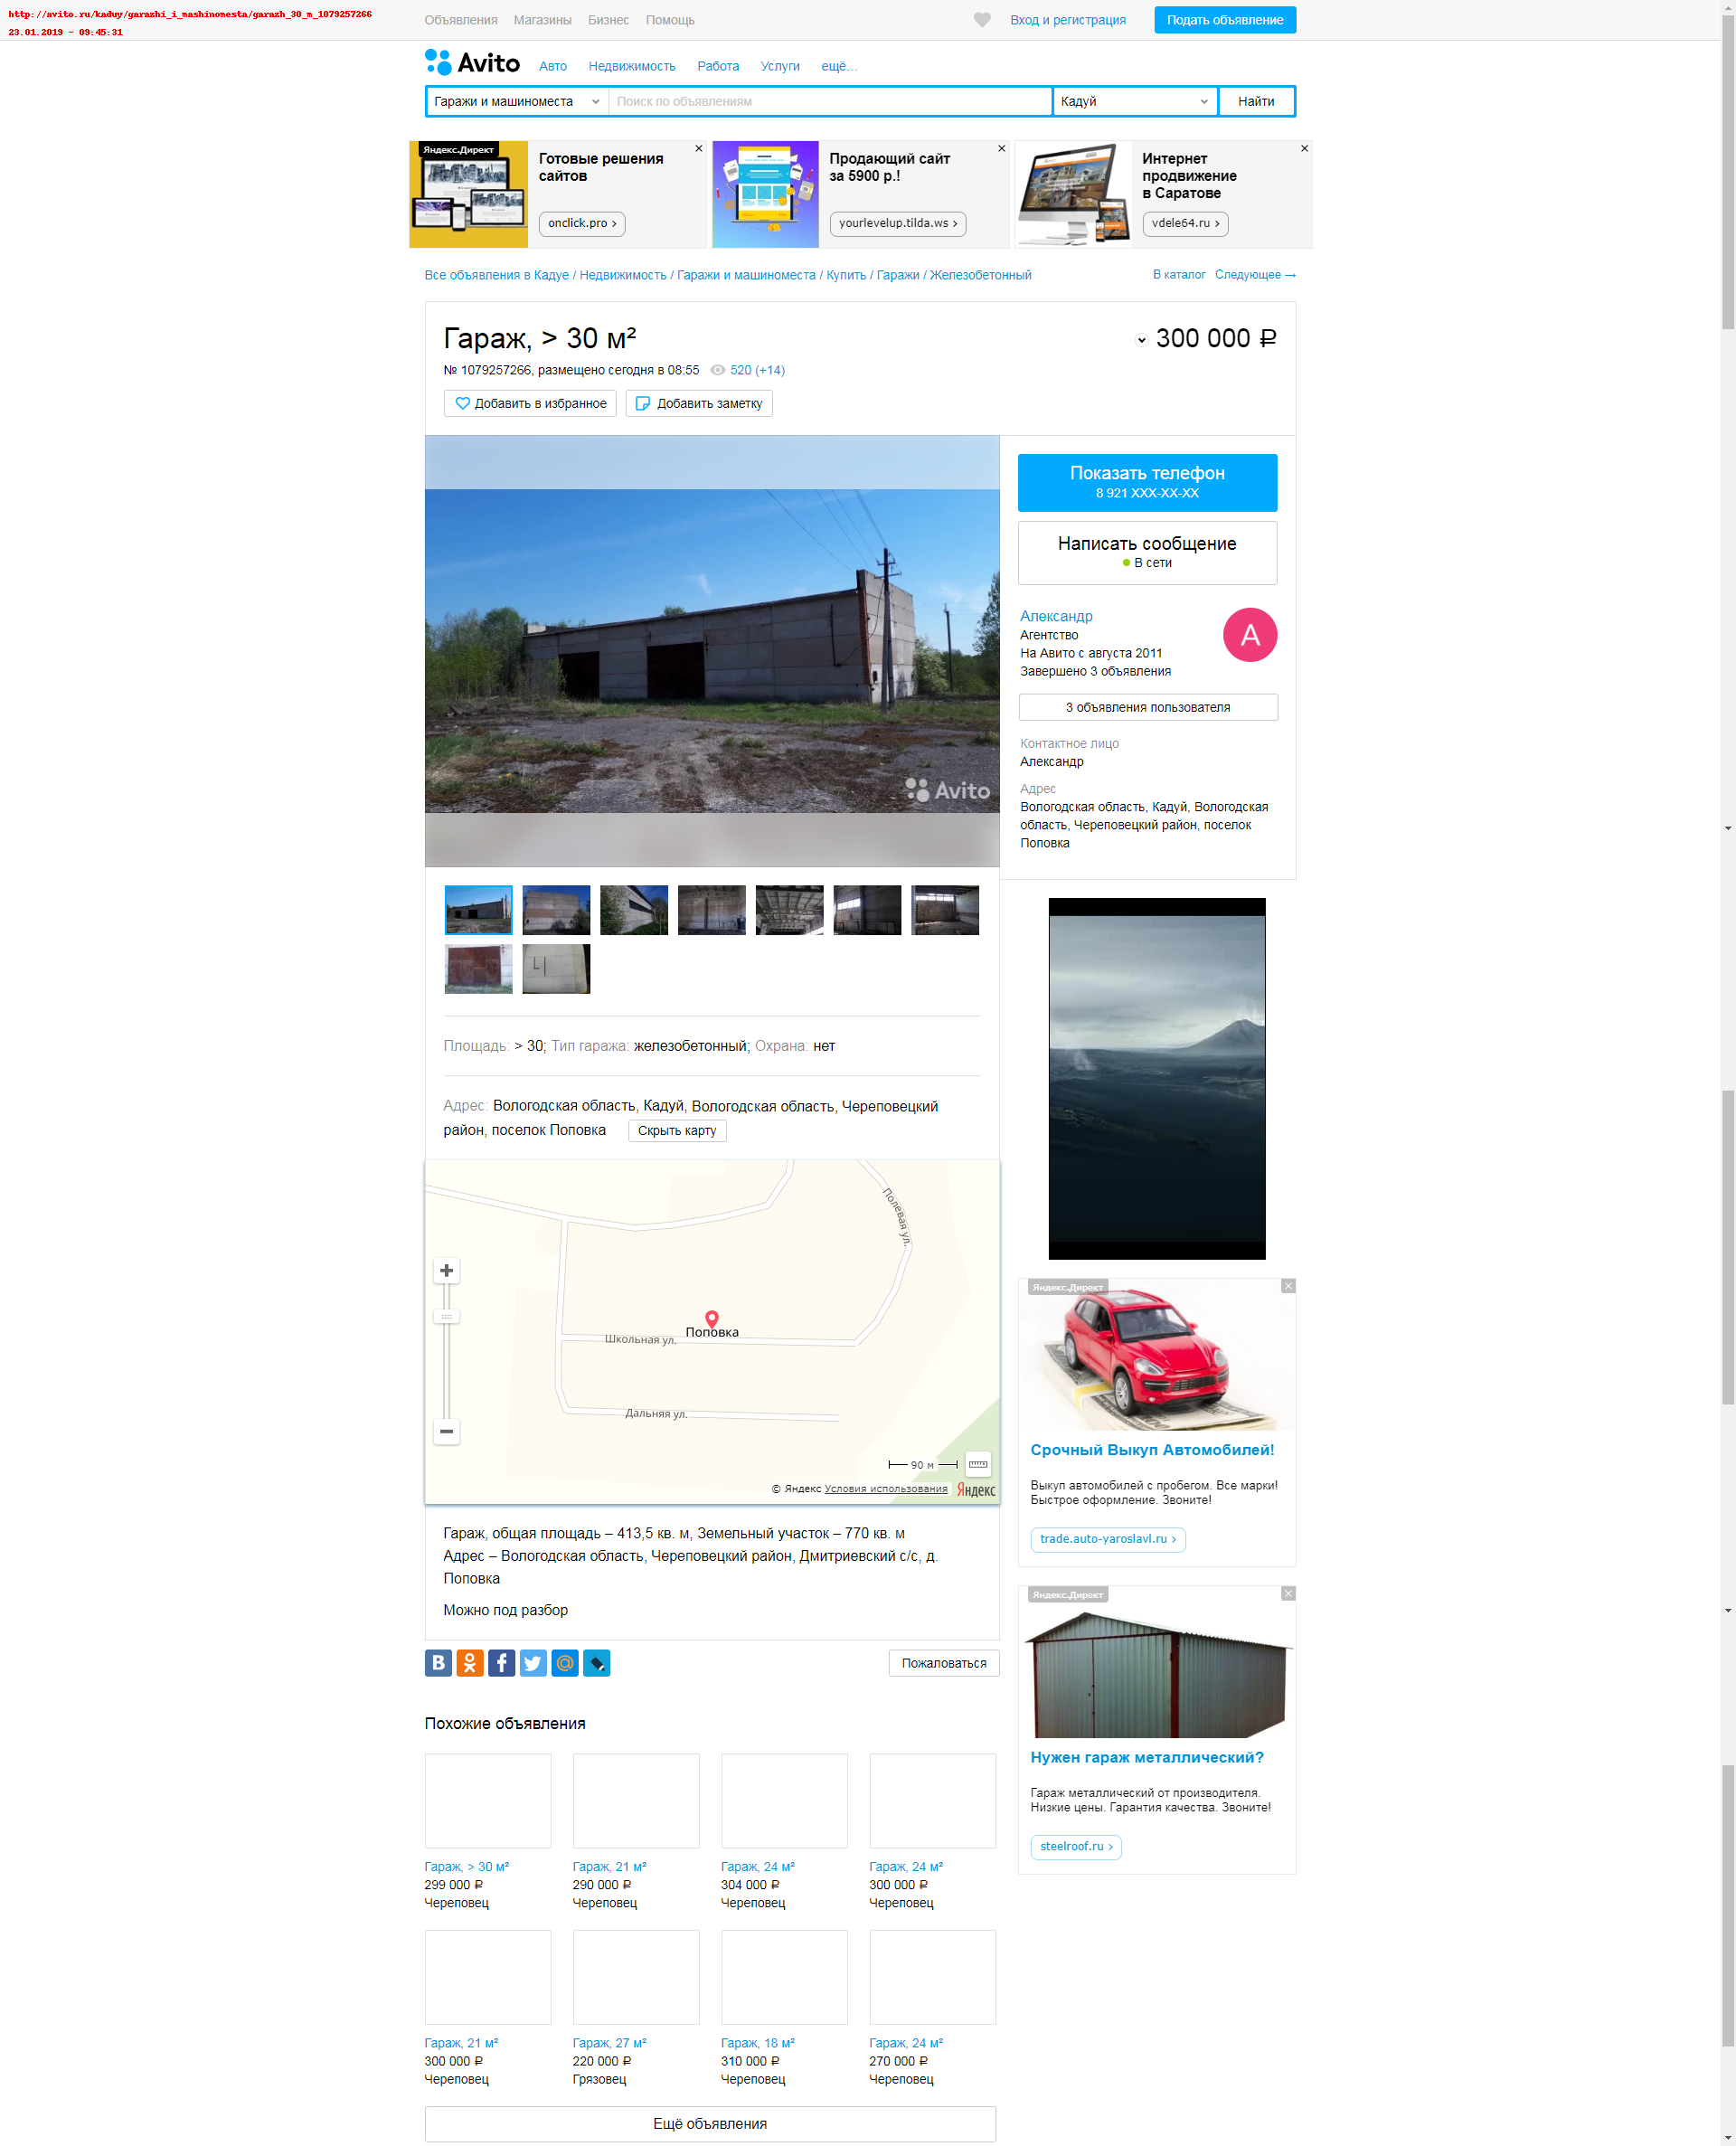 http://avito.ru/kaduy/garazhi_i_mashinomesta/garazh_30_m_1079257266
23.01.2019 - 09:45:31
Объявления Магазины Бизнес Помощь
Вход и регистрация
Подать объявление
Avito
Авто Недвижимость Работа Услуги ещё...
Гаражи и машиноместа
Поиск по объявлениям
Кадуй
Найти
Яндекс.Директ
Готовые решения
сайтов
onclick.pro ›
Продающий сайт
за 5900 р.!
yourlevelup.tilda.ws ›
Интернет
продвижение
в Саратове
vdele64.ru ›
Все объявления в Кадуе / Недвижимость / Гаражи и машиноместа / Купить / Гаражи / Железобетонный
В каталог Следующее →
Гараж, > 30 м²
300 000 ₽
№ 1079257266, размещено сегодня в 08:55 520 (+14)
Добавить в избранное
Добавить заметку
Показать телефон
8 921 XXX-XX-XX
Написать сообщение
В сети
Александр
Агентство
На Авито с августа 2011
Завершено 3 объявления
А
3 объявления пользователя
Контактное лицо
Александр
Адрес
Вологодская область, Кадуй, Вологодская
область, Череповецкий район, поселок
Поповка
Avito
Площадь: > 30; Тип гаража: железобетонный; Охрана: нет
Адрес: Вологодская область, Кадуй, Вологодская область, Череповецкий
район, поселок Поповка
Скрыть карту
Полевая ул.
Поповка
Школьная ул.
Дальняя ул.
90 м
© Яндекс Условия использования
Яндекс
Гараж, общая площадь – 413,5 кв. м, Земельный участок – 770 кв. м
Адрес – Вологодская область, Череповецкий район, Дмитриевский с/с, д.
Поповка
Можно под разбор
Пожаловаться
Яндекс.Директ
Срочный Выкуп Автомобилей!
Выкуп автомобилей с пробегом. Все марки!
Быстрое оформление. Звоните!
trade.auto-yaroslavl.ru ›
Яндекс.Директ
Нужен гараж металлический?
Гараж металлический от производителя.
Низкие цены. Гарантия качества. Звоните!
steelroof.ru ›
Похожие объявления
Гараж, > 30 м² Гараж, 21 м² Гараж, 24 м² Гараж, 24 м²
299 000 ₽ 290 000 ₽ 304 000 ₽ 300 000 ₽
Череповец Череповец Череповец Череповец
Гараж, 21 м² Гараж, 27 м² Гараж, 18 м² Гараж, 24 м²
300 000 ₽ 220 000 ₽ 310 000 ₽ 270 000 ₽
Череповец Грязовец Череповец Череповец
Ещё объявления